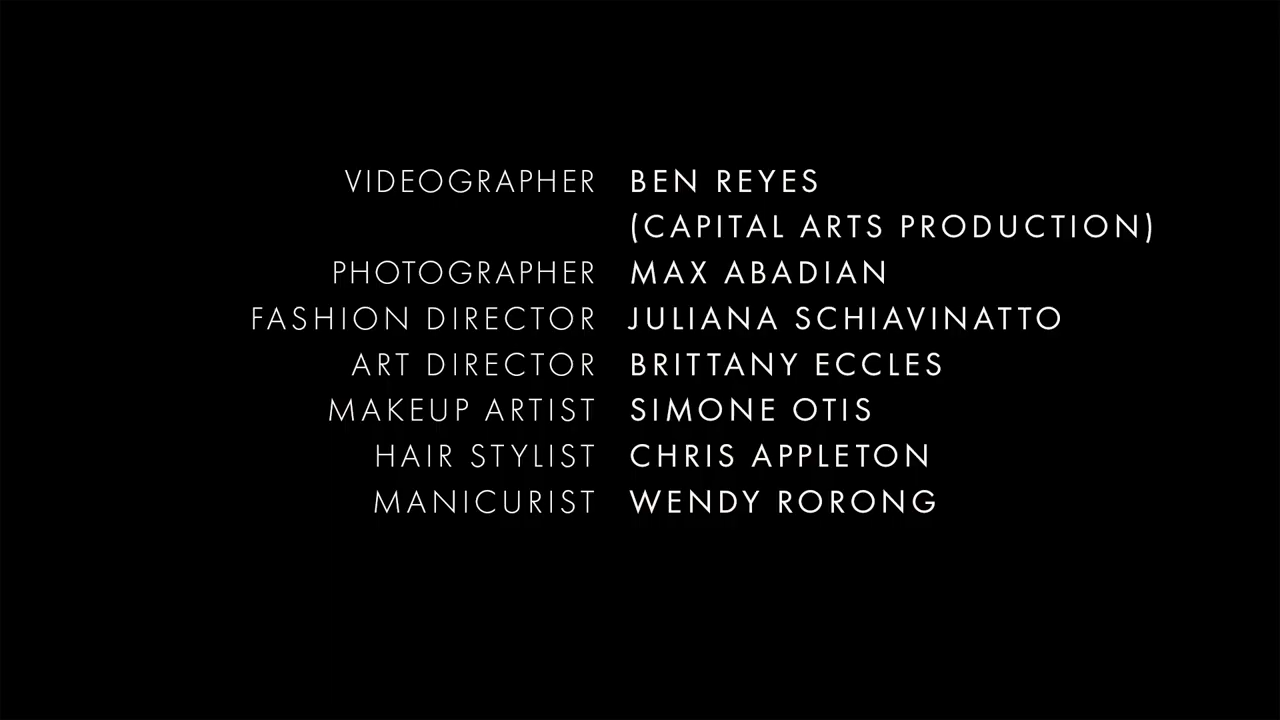 VIDEOGRAPHER BEN REYES
(CAPITAL ARTS PRODUCTION)
PHOTOGRAPHER MAX ABADIAN
FASHION DIRECTOR JULIANA SCHIAVINATTO
ART DIRECTOR BRITTANY ECCLES
MAKEUP ARTIST SIMONE OTIS
HAIR STYLIST CHRIS APPLETON
MANICURIST WENDY RORONG